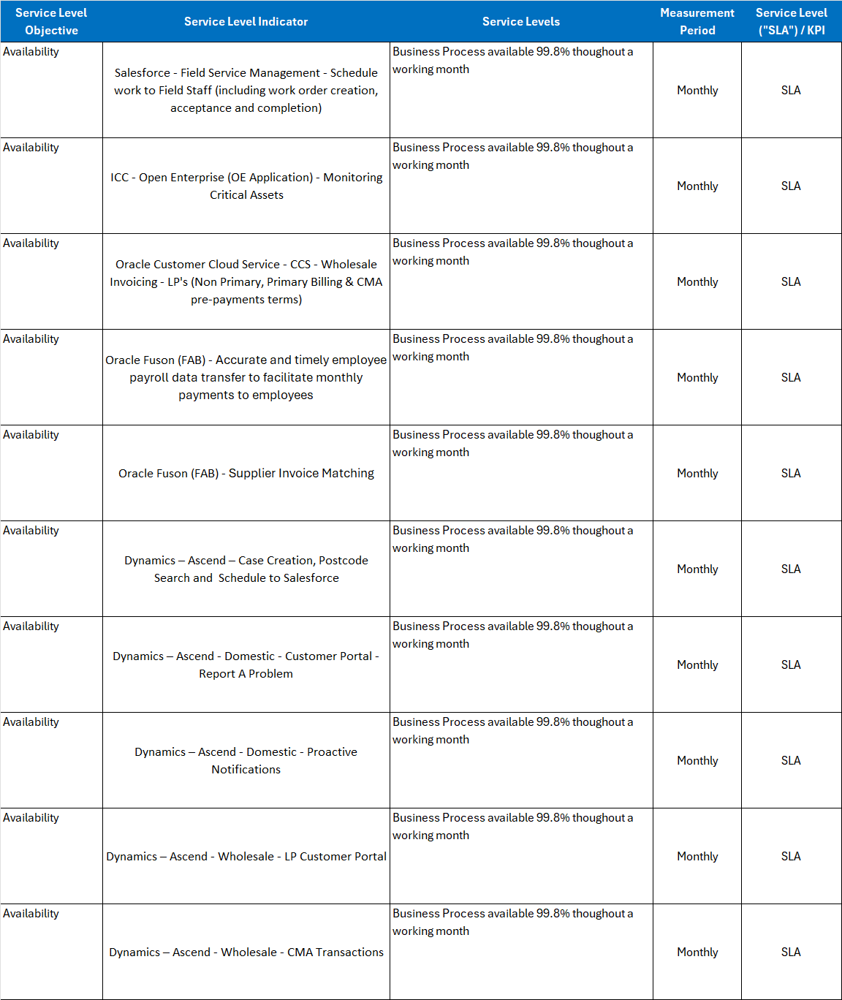 Service Level
Objective
Service Level Indicator
Service Levels
Measurement
Period
Service Level
("SLA") / KPI
Availability
Salesforce - Field Service Management - Schedule
work to Field Staff (including work order creation,
acceptance and completion)
Business Process available 99.8% thoughout a
working month
Monthly
SLA
Availability
ICC - Open Enterprise (OE Application) - Monitoring
Critical Assets
Business Process available 99.8% thoughout a
working month
Monthly
SLA
Availability
Oracle Customer Cloud Service - CCS - Wholesale
Invoicing - LP's (Non Primary, Primary Billing & CMA
pre-payments terms)
Business Process available 99.8% thoughout a
working month
Monthly
SLA
Availability
Oracle Fuson (FAB) - Accurate and timely employee
payroll data transfer to facilitate monthly
payments to employees
Business Process available 99.8% thoughout a
working month
Monthly
SLA
Availability
Oracle Fuson (FAB) - Supplier Invoice Matching
Business Process available 99.8% thoughout a
working month
Monthly
SLA
Availability
Dynamics – Ascend – Case Creation, Postcode
Search and  Schedule to Salesforce
Business Process available 99.8% thoughout a
working month
Monthly
SLA
Availability
Dynamics – Ascend - Domestic - Customer Portal -
Report A Problem
Business Process available 99.8% thoughout a
working month
Monthly
SLA
Availability
Dynamics – Ascend - Domestic - Proactive
Notifications
Business Process available 99.8% thoughout a
working month
Monthly
SLA
Availability
Dynamics – Ascend - Wholesale - LP Customer Portal
Business Process available 99.8% thoughout a
working month
Monthly
SLA
Availability
Dynamics – Ascend - Wholesale - CMA Transactions
Business Process available 99.8% thoughout a
working month
Monthly
SLA